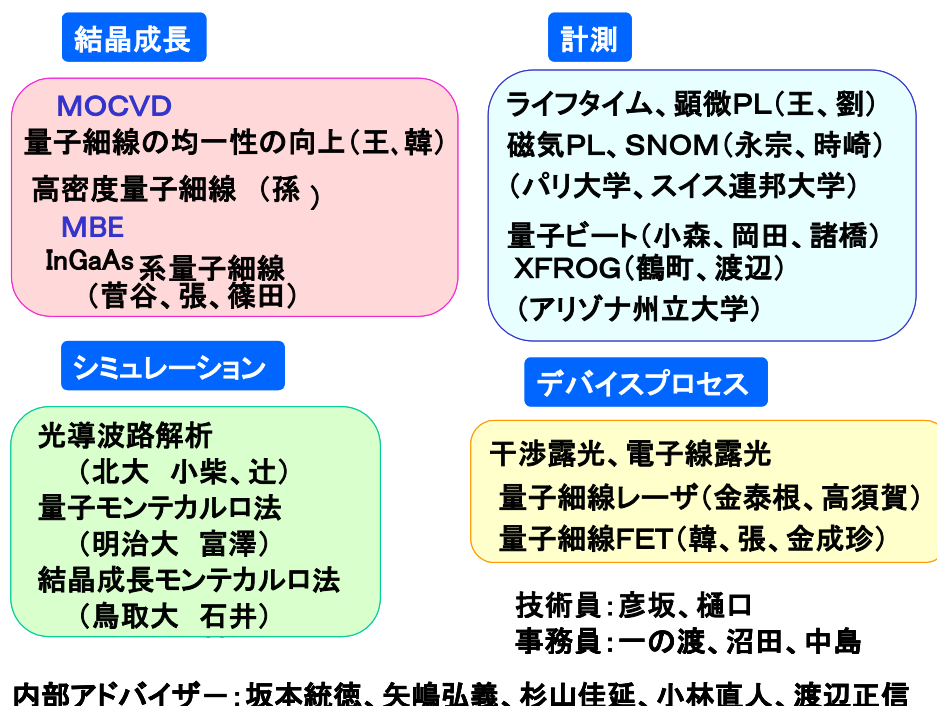 結晶成長
MOCVD
量子細線の均一性の向上(王、韓)
高密度量子細線 (孫)
MBE
InGaAs系量子細線
(菅谷、張、篠田)
計測
ライフタイム、顕微PL(王、劉)
磁気PL、SNOM(永宗、時崎)
(パリ大学、スイス連邦大学)
量子ビート(小森、岡田、諸橋)
XFROG(鶴町、渡辺)
(アリゾナ州立大学)
シミュレーション
光導波路解析
(北大 小柴、辻)
量子モンテカルロ法
(明治大 富澤)
結晶成長モンテカルロ法
(鳥取大 石井)
デバイスプロセス
干渉露光、電子線露光
量子細線レーザ(金泰根、高須賀)
量子細線FET(韓、張、金成珍)
技術員:彦坂、樋口
事務員:一の渡、沼田、中島
内部アドバイザー:坂本統徳、矢嶋弘義、杉山佳延、小林直人、渡辺正信